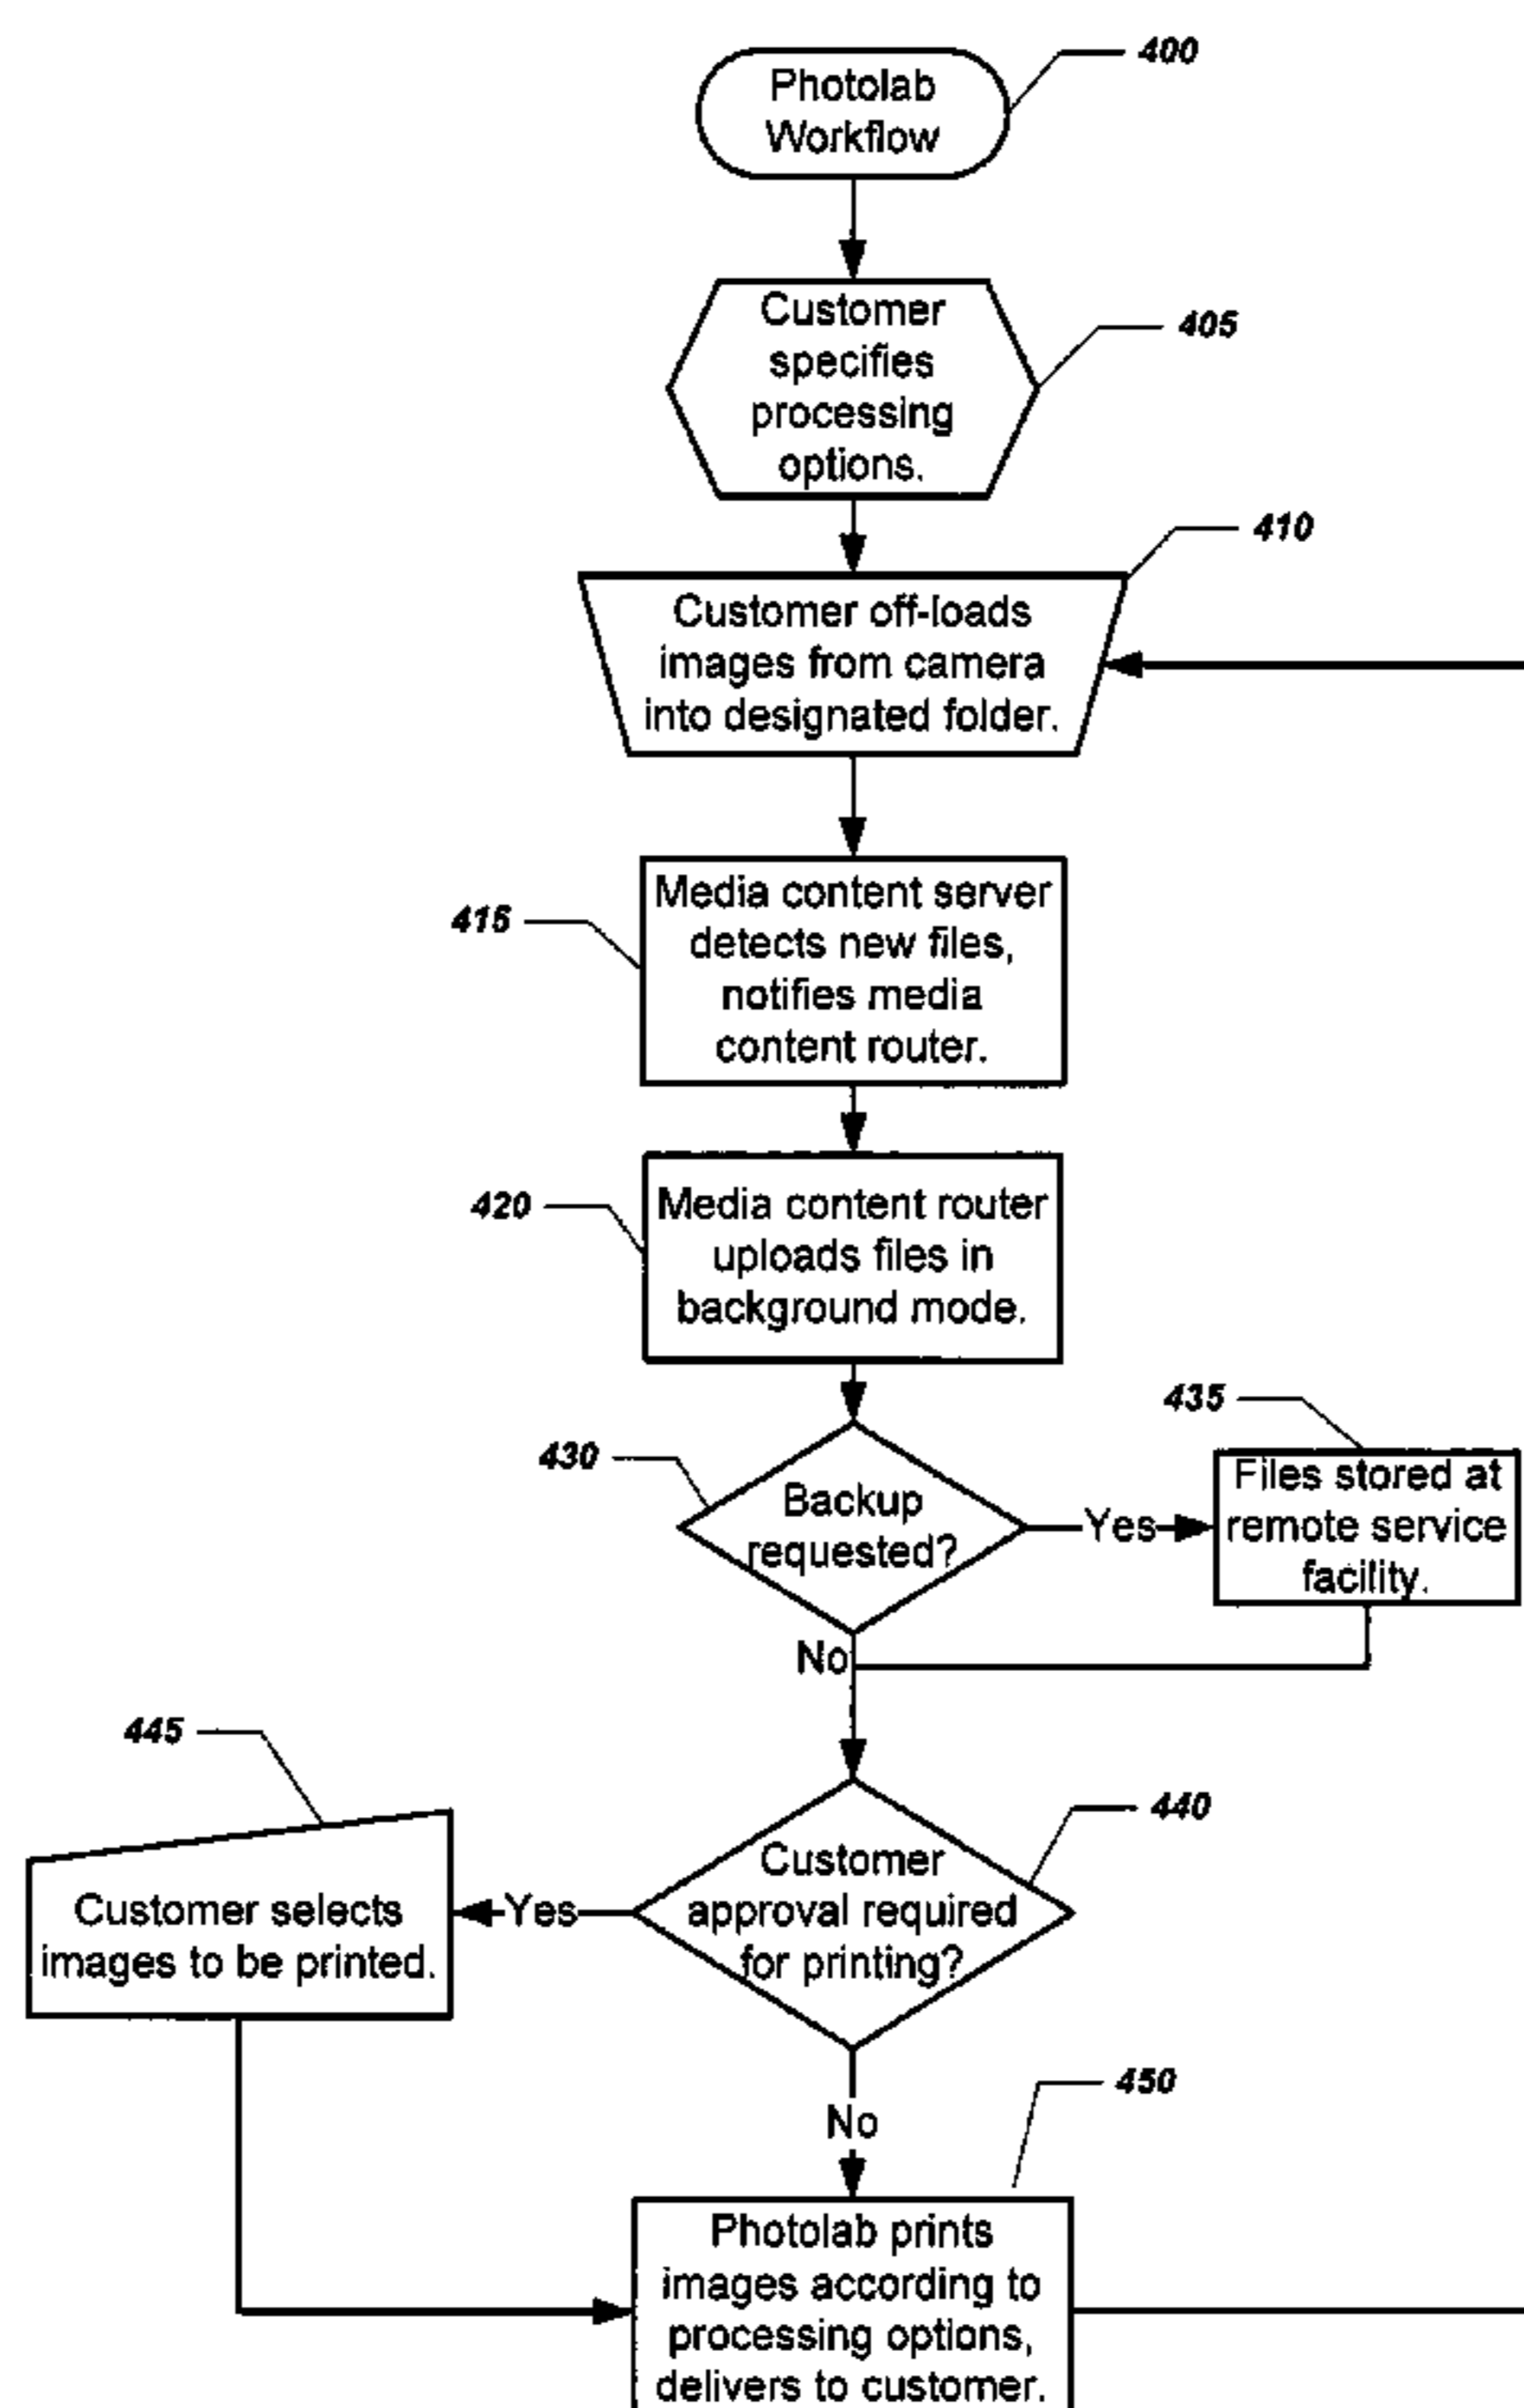 400
Photolab
Workflow
405
Customer
specifies
processing
options.
410
Customer off-loads
images from camera
into designated folder.
415
Media content server
detects new files,
notifies media
content router.
420
Media content router
uploads files in
background mode.
430
Backup
requested?
Yes
435
Files stored at
remote service
facility.
No
440
Customer
approval required
for printing?
Yes
445
Customer selects
images to be printed.
No
450
Photolab prints
images according to
processing options,
delivers to customer.